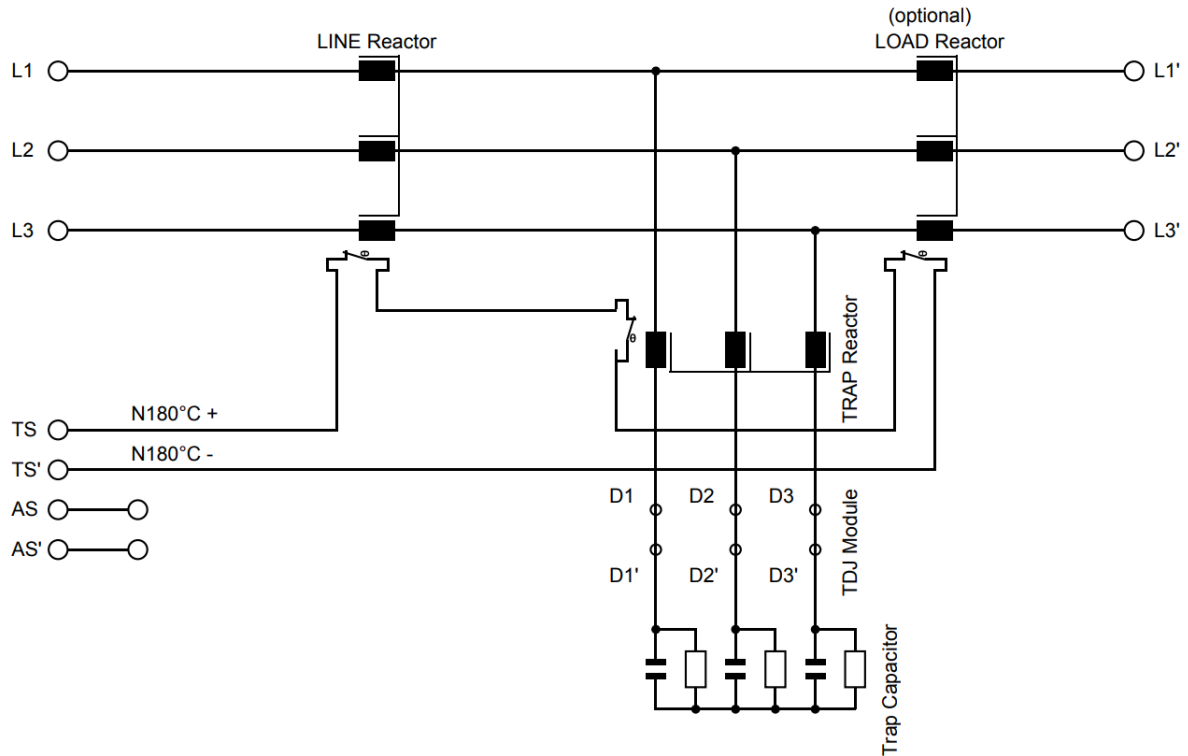 (optional)
LINE Reactor
LOAD Reactor
L1
L1'
L2
L2'
L3
L3'
θ
θ
θ
TRAP Reactor
N180°C +
TS
N180°C -
TS'
D1
D2
D3
AS
AS'
TDJ Module
D1'
D2'
D3'
Trap Capacitor